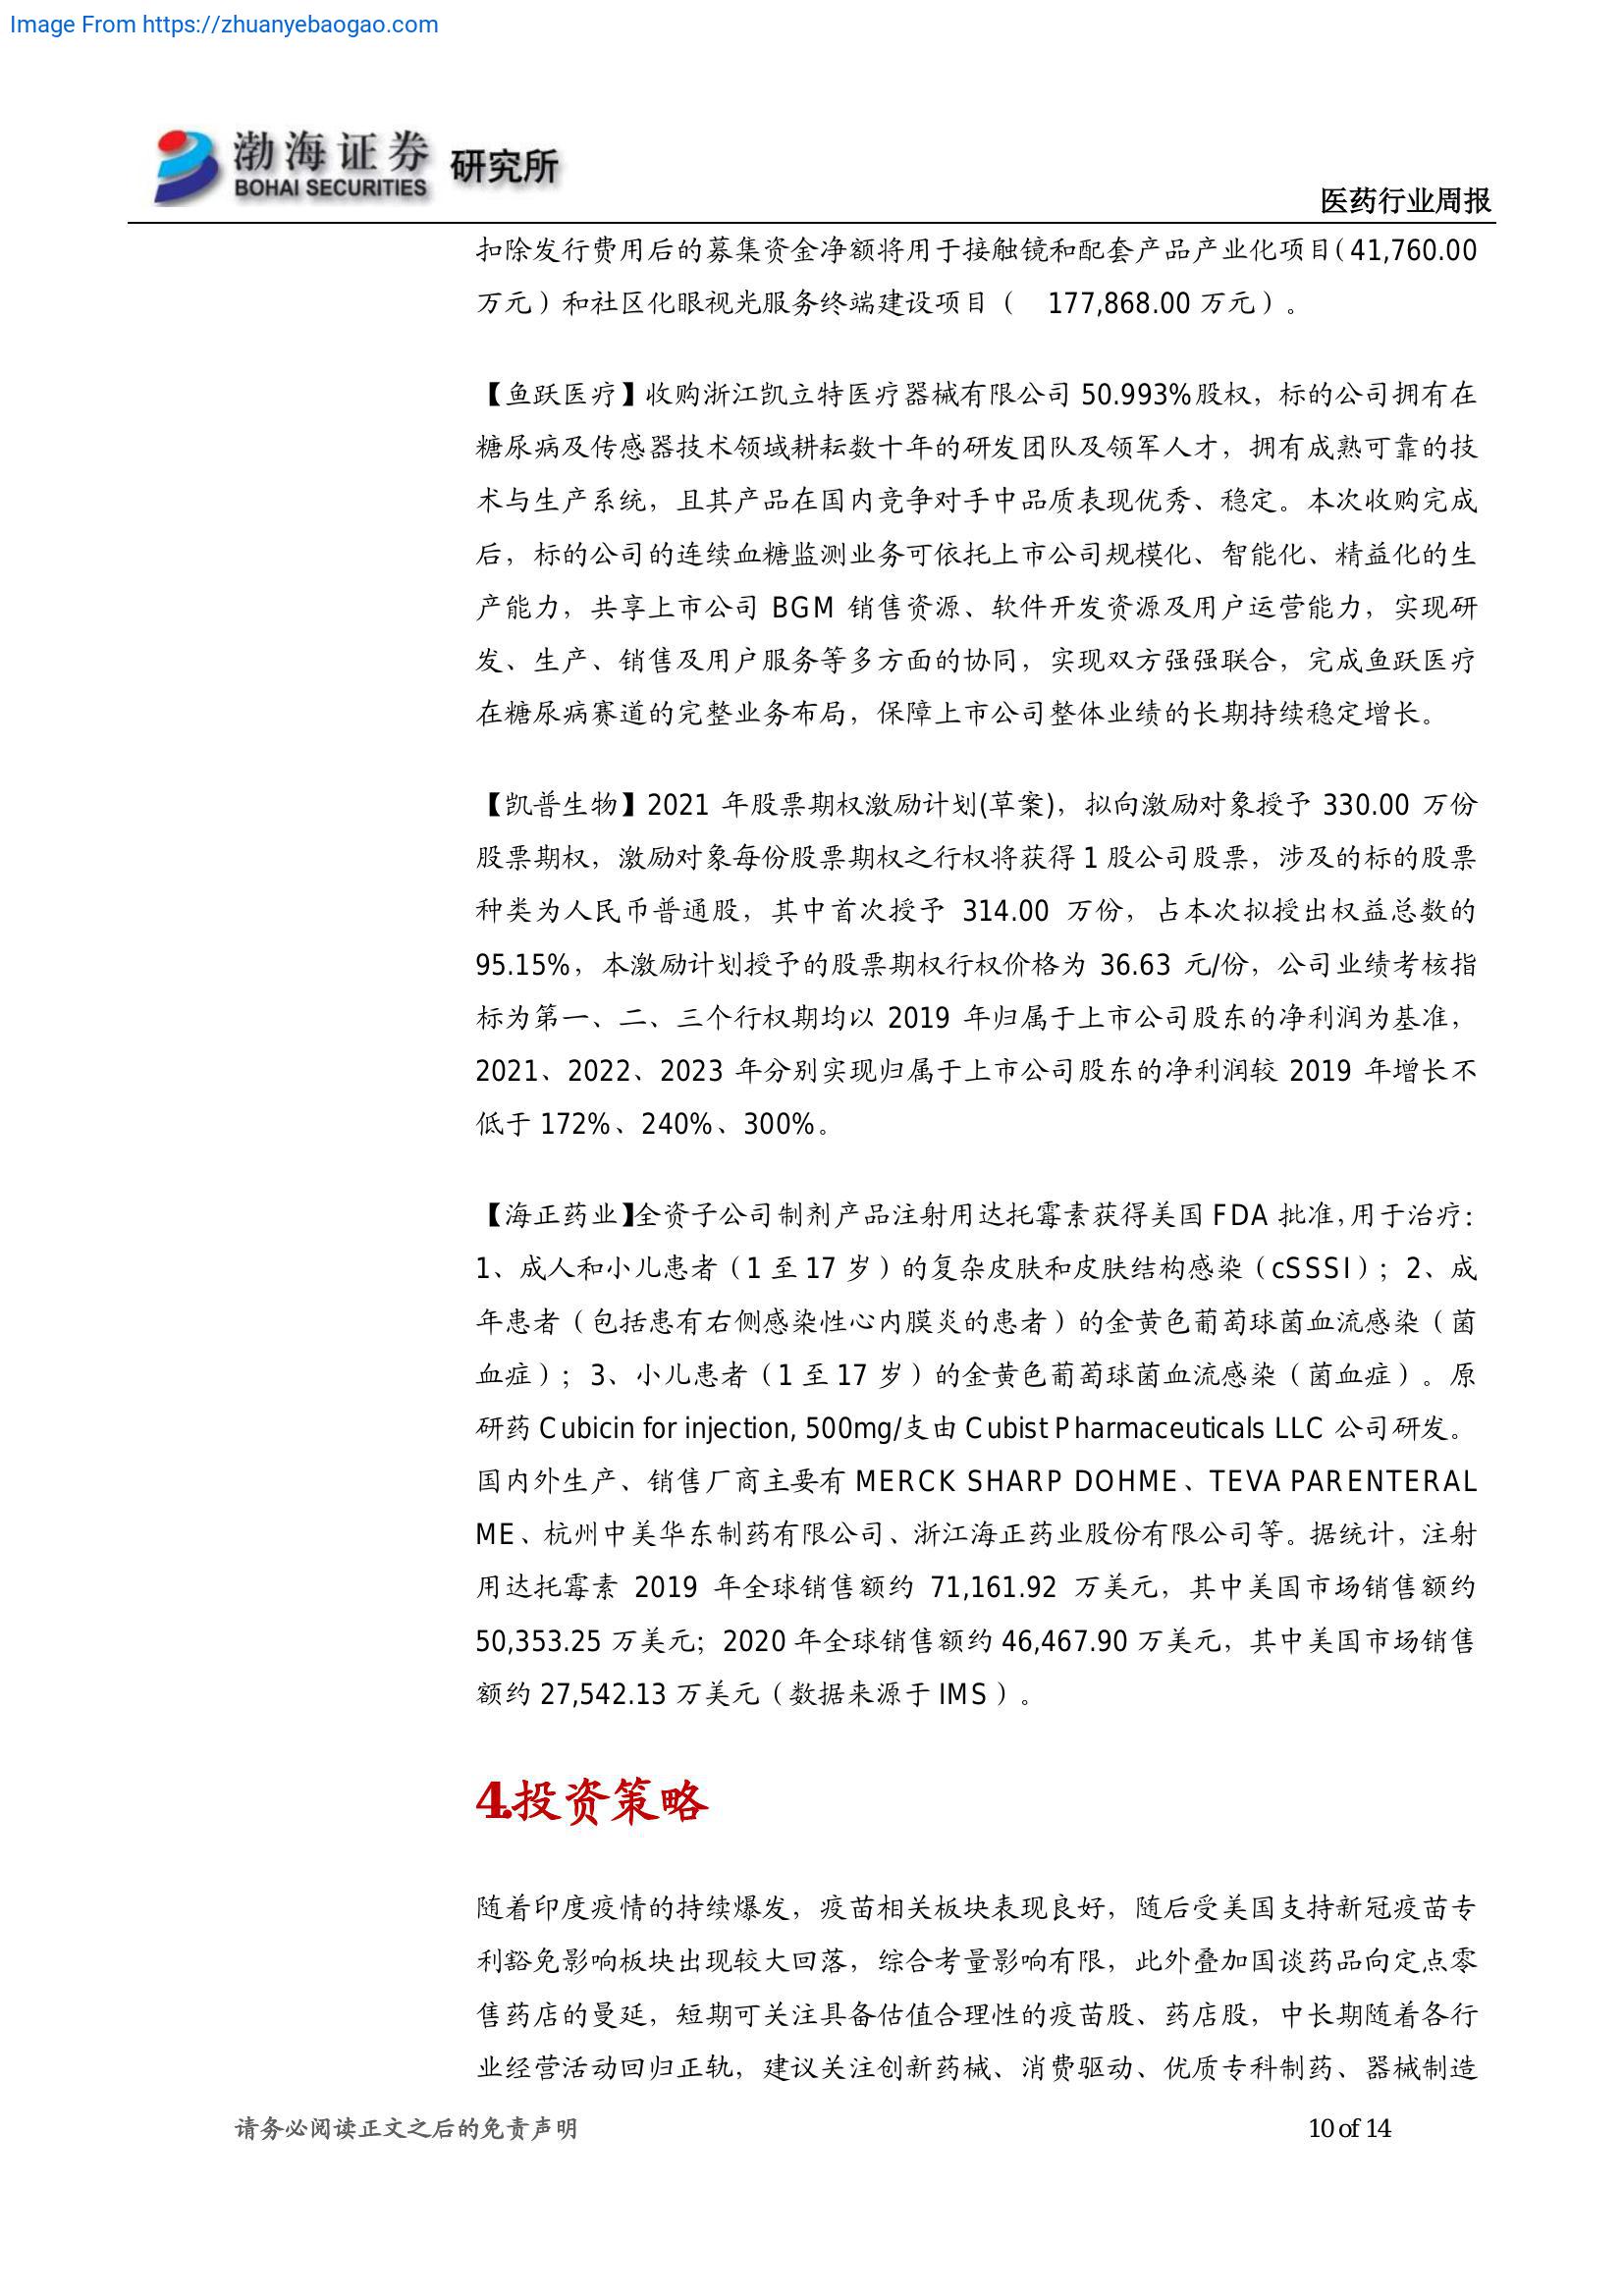 Image From https://zhuanyebaogao.com
渤海证券 研究所
BOHAI SECURITIES
医药行业周报
扣除发行费用后的募集资金净额将用于接触镜和配套产品产业化项目（41,760.00
万元）和社区化眼视光服务终端建设项目（ 177,868.00 万元）。
【鱼跃医疗】收购浙江凯立特医疗器械有限公司 50.993%股权，标的公司拥有在
糖尿病及传感器技术领域耕耘数十年的研发团队及领军人才，拥有成熟可靠的技
术与生产系统，且其产品在国内竞争对手中品质表现优秀、稳定。本次收购完成
后，标的公司的连续血糖监测业务可依托上市公司规模化、智能化、精益化的生
产能力，共享上市公司 BGM 销售资源、软件开发资源及用户运营能力，实现研
发、生产、销售及用户服务等多方面的协同，实现双方强强联合，完成鱼跃医疗
在糖尿病赛道的完整业务布局，保障上市公司整体业绩的长期持续稳定增长。
【凯普生物】2021 年股票期权激励计划(草案)，拟向激励对象授予 330.00 万份
股票期权，激励对象每份股票期权之行权将获得 1 股公司股票，涉及的标的股票
种类为人民币普通股，其中首次授予 314.00 万份，占本次拟授出权益总数的
95.15%，本激励计划授予的股票期权行权价格为 36.63 元/份，公司业绩考核指
标为第一、二、三个行权期均以 2019 年归属于上市公司股东的净利润为基准，
2021、2022、2023 年分别实现归属于上市公司股东的净利润较 2019 年增长不
低于 172%、240%、300%。
【海正药业】全资子公司制剂产品注射用达托霉素获得美国 FDA 批准，用于治疗：
1、成人和小儿患者（1 至 17 岁）的复杂皮肤和皮肤结构感染（cSSSI）；2、成
年患者（包括患有右侧感染性心内膜炎的患者）的金黄色葡萄球菌血流感染（菌
血症）；3、小儿患者（1 至 17 岁）的金黄色葡萄球菌血流感染（菌血症）。原
研药 Cubicin for injection, 500mg/支由 Cubist Pharmaceuticals LLC 公司研发。
国内外生产、销售厂商主要有 MERCK SHARP DOHME、TEVA PARENTERAL
ME、杭州中美华东制药有限公司、浙江海正药业股份有限公司等。据统计，注射
用达托霉素 2019 年全球销售额约 71,161.92 万美元，其中美国市场销售额约
50,353.25 万美元；2020 年全球销售额约 46,467.90 万美元，其中美国市场销售
额约 27,542.13 万美元（数据来源于 IMS）。
4.投资策略
随着印度疫情的持续爆发，疫苗相关板块表现良好，随后受美国支持新冠疫苗专
利豁免影响板块出现较大回落，综合考量影响有限，此外叠加国谈药品向定点零
售药店的曼延，短期可关注具备估值合理性的疫苗股、药店股，中长期随着各行
业经营活动回归正轨，建议关注创新药械、消费驱动、优质专科制药、器械制造
请务必阅读正文之后的免责声明
10 of 14